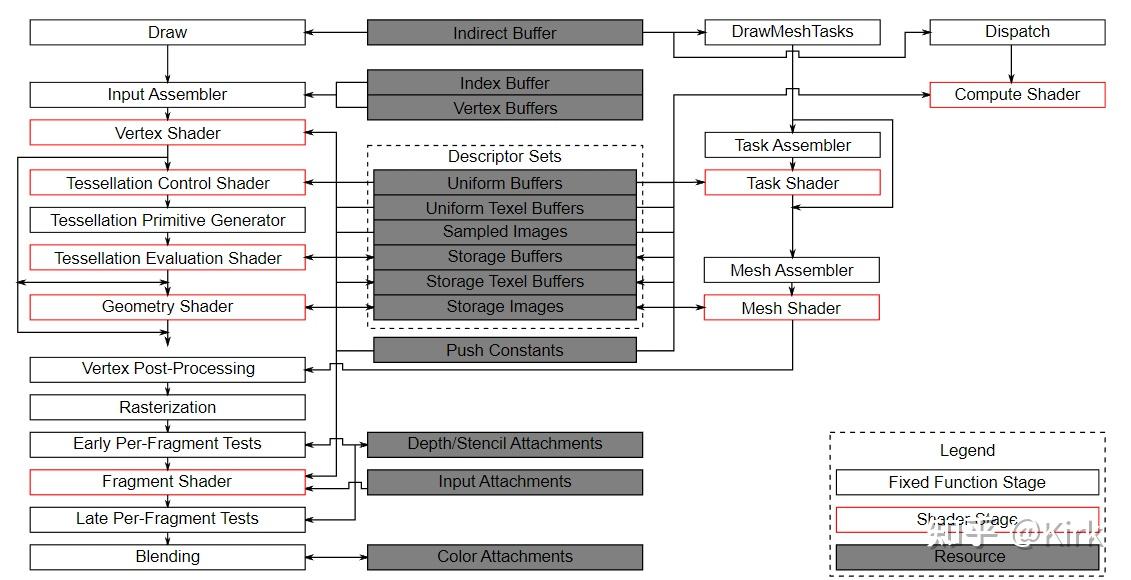 Draw
Indirect Buffer
DrawMeshTasks
Dispatch
Input Assembler
Index Buffer
Vertex Buffers
Compute Shader
Vertex Shader
Descriptor Sets
Task Assembler
Tessellation Control Shader
Uniform Buffers
Task Shader
Tessellation Primitive Generator
Uniform Texel Buffers
Sampled Images
Tessellation Evaluation Shader
Storage Buffers
Mesh Assembler
Storage Texel Buffers
Geometry Shader
Storage Images
Mesh Shader
Push Constants
Vertex Post-Processing
Rasterization
Early Per-Fragment Tests
Depth/Stencil Attachments
Fragment Shader
Input Attachments
Late Per-Fragment Tests
Blending
Color Attachments
Legend
Fixed Function Stage
Shader Stage
知乎 @Kirk
Resource